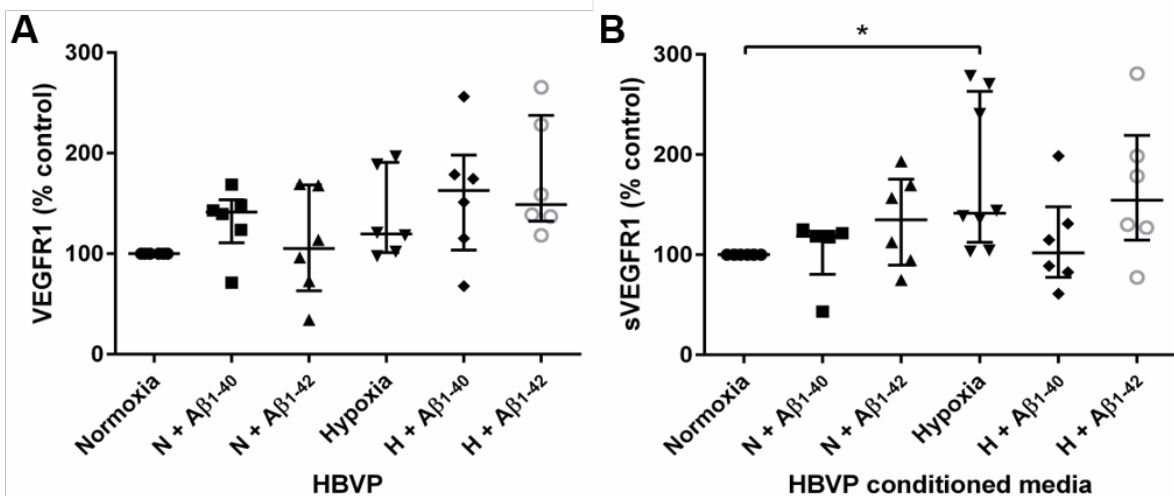 A
VEGFR1 (% control)
300
200
100
0
Normoxia
N + Aβ1-40
N + Aβ1-42
Hypoxia
H + Aβ1-40
H + Aβ1-42
HBVP
B
*
sVEGFR1 (% control)
300
200
100
0
Normoxia
N + Aβ1-40
N + Aβ1-42
Hypoxia
H + Aβ1-40
H + Aβ1-42
HBVP conditioned media